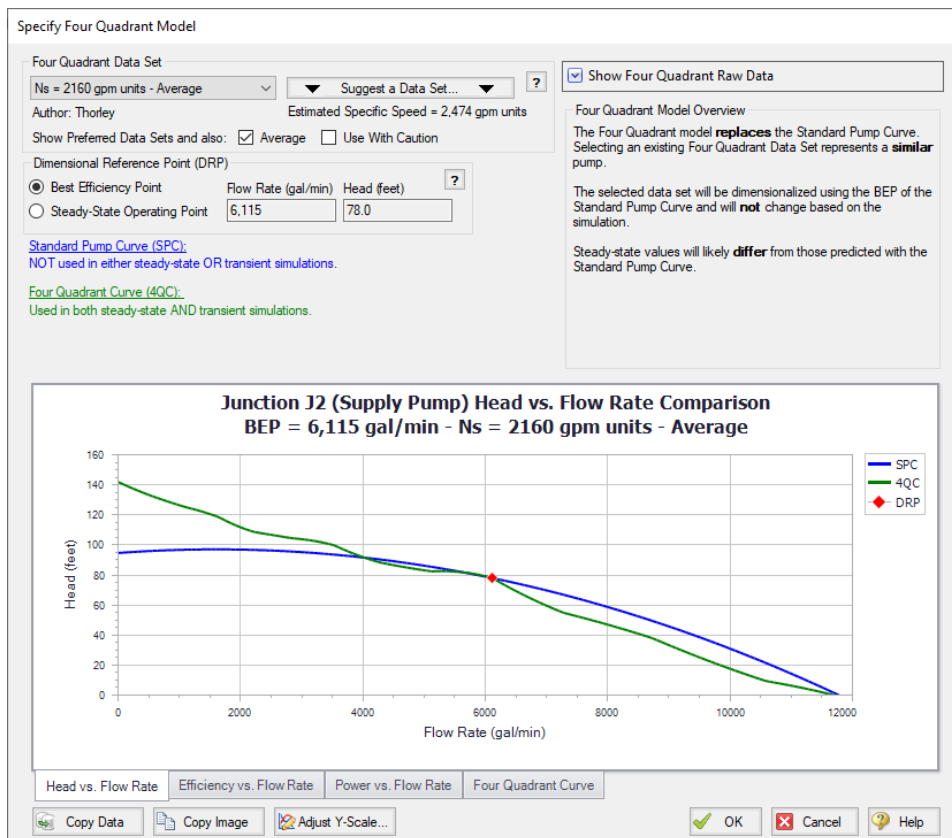 Specify Four Quadrant Model
Four Quadrant Data Set
Ns = 2160 gpm units - Average
Suggest a Data Set...
?
Author: Thorley
Estimated Specific Speed = 2,474 gpm units
Show Preferred Data Sets and also:
Average
Use With Caution
Dimensional Reference Point (DRP)
Best Efficiency Point
Flow Rate (gal/min)
Head (feet)
?
Steady-State Operating Point
6,115
78.0
Standard Pump Curve (SPC):
NOT used in either steady-state OR transient simulations.
Four Quadrant Curve (4QC):
Used in both steady-state AND transient simulations.
Show Four Quadrant Raw Data
Four Quadrant Model Overview
The Four Quadrant model replaces the Standard Pump Curve.
Selecting an existing Four Quadrant Data Set represents a similar
pump.
The selected data set will be dimensionalized using the BEP of the
Standard Pump Curve and will not change based on the
simulation.
Steady-state values will likely differ from those predicted with the
Standard Pump Curve.
Junction J2 (Supply Pump) Head vs. Flow Rate Comparison
BEP = 6,115 gal/min - Ns = 2160 gpm units - Average
160
140
120
100
80
60
40
20
0
Head (feet)
0
2000
4000
6000
8000
10000
12000
Flow Rate (gal/min)
SPC
4QC
DRP
Head vs. Flow Rate
Efficiency vs. Flow Rate
Power vs. Flow Rate
Four Quadrant Curve
Copy Data
Copy Image
Adjust Y-Scale...
OK
Cancel
Help